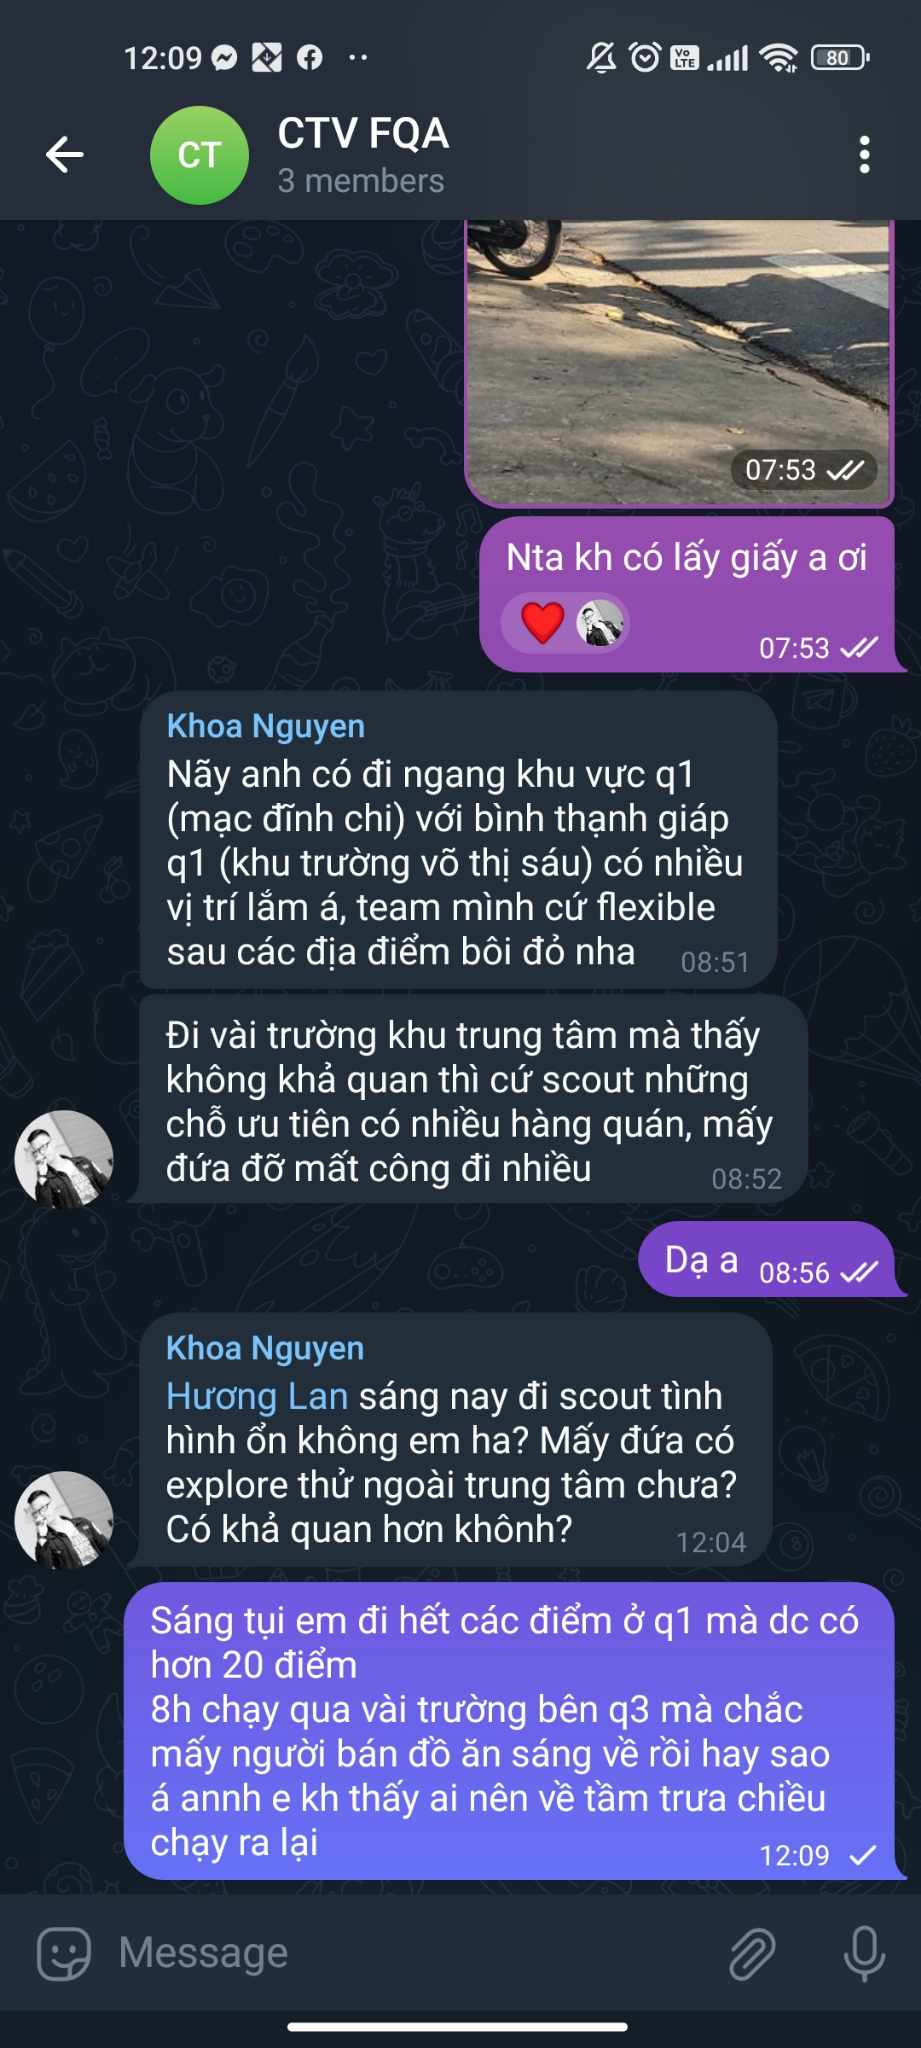 12:09
80
CT
CTV FQA
3 members
07:53
Nta kh có lấy giấy a ơi
07:53
Khoa Nguyen
Nãy anh có đi ngang khu vực q1
(mạc đĩnh chi) với bình thạnh giáp
q1 (khu trường võ thị sáu) có nhiều
vị trí lắm á, team mình cứ flexible
sau các địa điểm bôi đỏ nha
08:51
Đi vài trường khu trung tâm mà thấy
không khả quan thì cứ scout những
chỗ ưu tiên có nhiều hàng quán, mấy
đứa đỡ mất công đi nhiều
08:52
Dạ a
08:56
Khoa Nguyen
Hương Lan sáng nay đi scout tình
hình ổn không em ha? Mấy đứa có
explore thử ngoài trung tâm chưa?
Có khả quan hơn khônh?
12:04
Sáng tụi em đi hết các điểm ở q1 mà dc có
hơn 20 điểm
8h chạy qua vài trường bên q3 mà chắc
mấy người bán đồ ăn sáng về rồi hay sao
á annh e kh thấy ai nên về tầm trưa chiều
chạy ra lại
12:09
Message